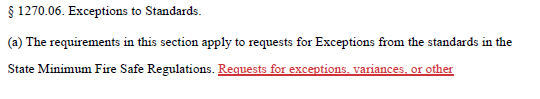 § 1270.06. Exceptions to Standards.
(a) The requirements in this section apply to requests for Exceptions from the standards in the
State Minimum Fire Safe Regulations. Requests for exceptions, variances, or other